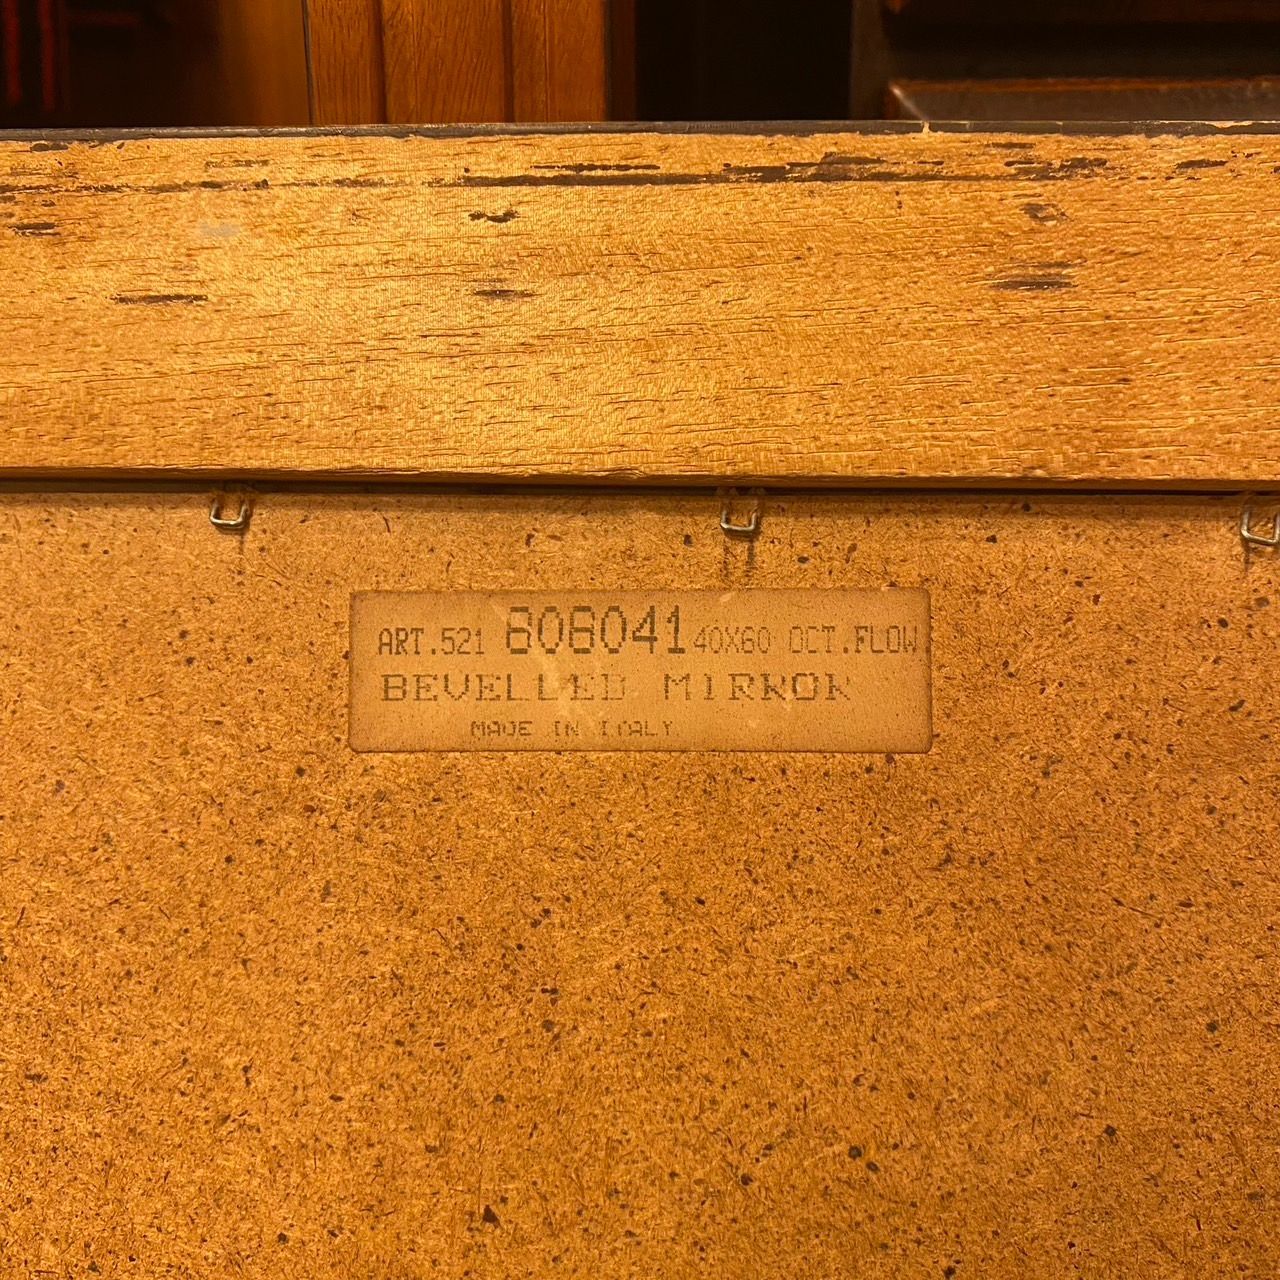 ART.521 808041 40X60 OCT.FLOW
BEVELLED MIRROR
MADE IN ITALY